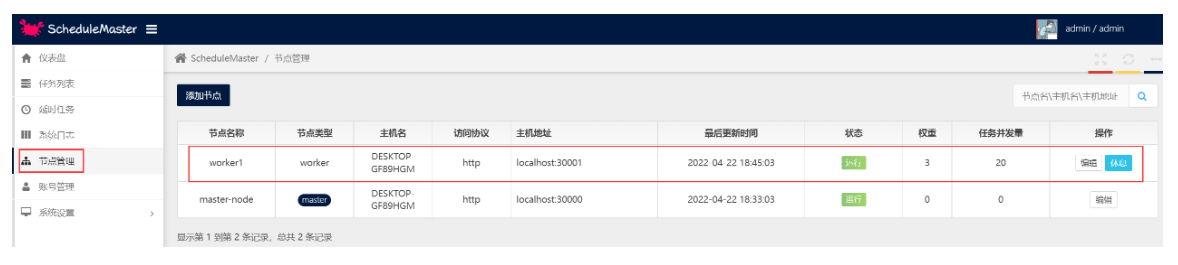 ScheduleMaster
admin / admin
仪表盘
ScheduleMaster / 节点管理
任务列表
添加节点
节点名\主机名\主机地址
延时任务
系统日志
节点名称 节点类型 主机名 访问协议 主机地址 最后更新时间 状态 权重 任务并发量 操作
节点管理
worker1 worker DESKTOP-GF89HGM http localhost:30001 2022-04-22 18:45:03 运行 3 20 编辑 休息
账号管理
master-node master DESKTOP-GF89HGM http localhost:30000 2022-04-22 18:33:03 运行 0 0 编辑
系统设置
显示第 1 到第 2 条记录，总共 2 条记录